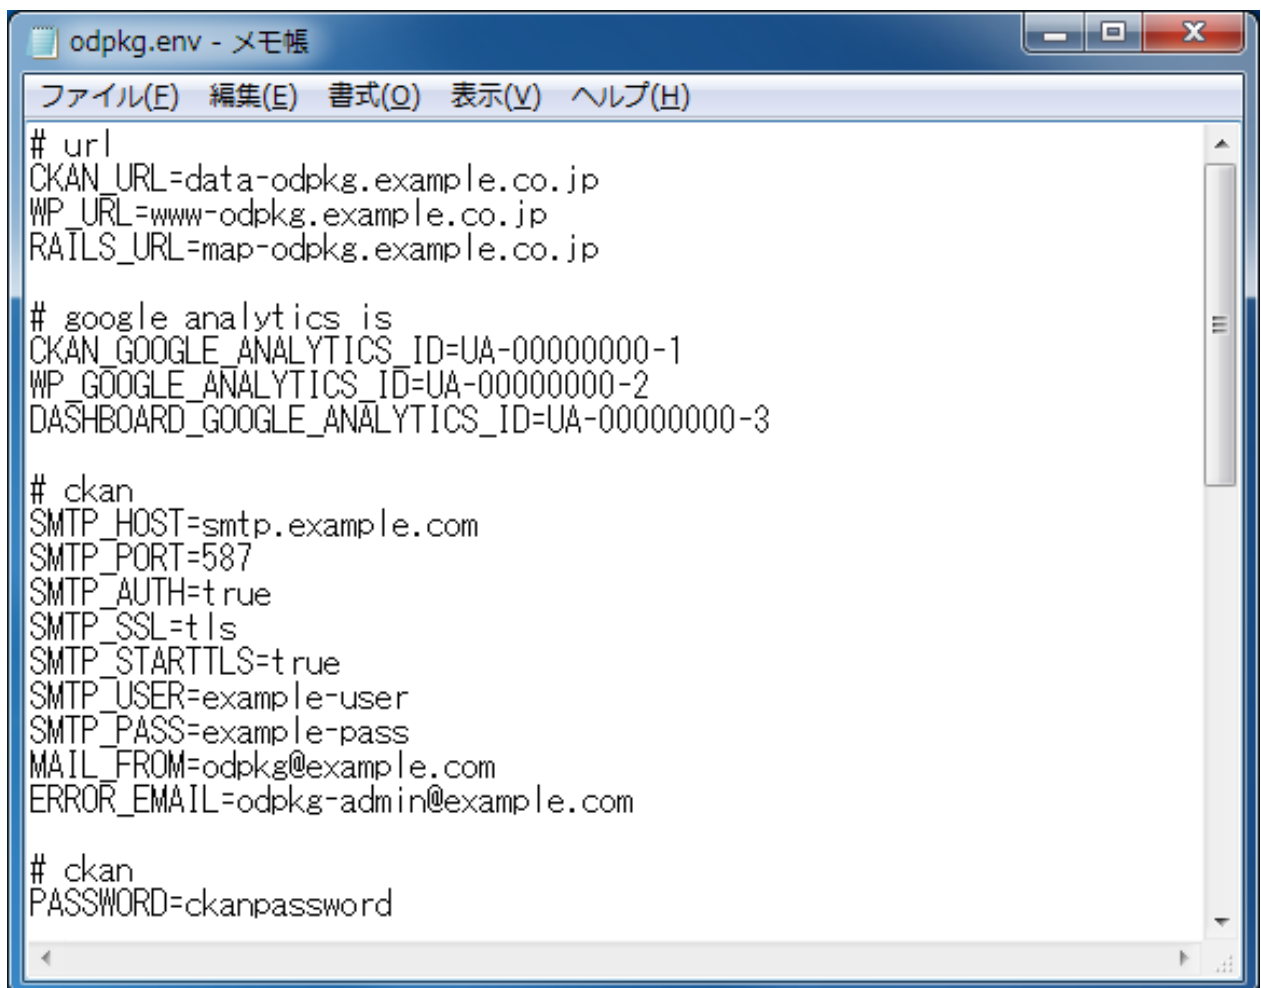 odpkg.env - メモ帳
ファイル(F) 編集(E) 書式(O) 表示(V) ヘルプ(H)
# url
CKAN_URL=data-odpkg.example.co.jp
WP_URL=www-odpkg.example.co.jp
RAILS_URL=map-odpkg.example.co.jp
# google analytics is
CKAN_GOOGLE_ANALYTICS_ID=UA-00000000-1
WP_GOOGLE_ANALYTICS_ID=UA-00000000-2
DASHBOARD_GOOGLE_ANALYTICS_ID=UA-00000000-3
# ckan
SMTP_HOST=smtp.example.com
SMTP_PORT=587
SMTP_AUTH=true
SMTP_SSL=tls
SMTP_STARTTLS=true
SMTP_USER=example-user
SMTP_PASS=example-pass
MAIL_FROM=odpkg@example.com
ERROR_EMAIL=odpkg-admin@example.com
# ckan
PASSWORD=ckanpassword